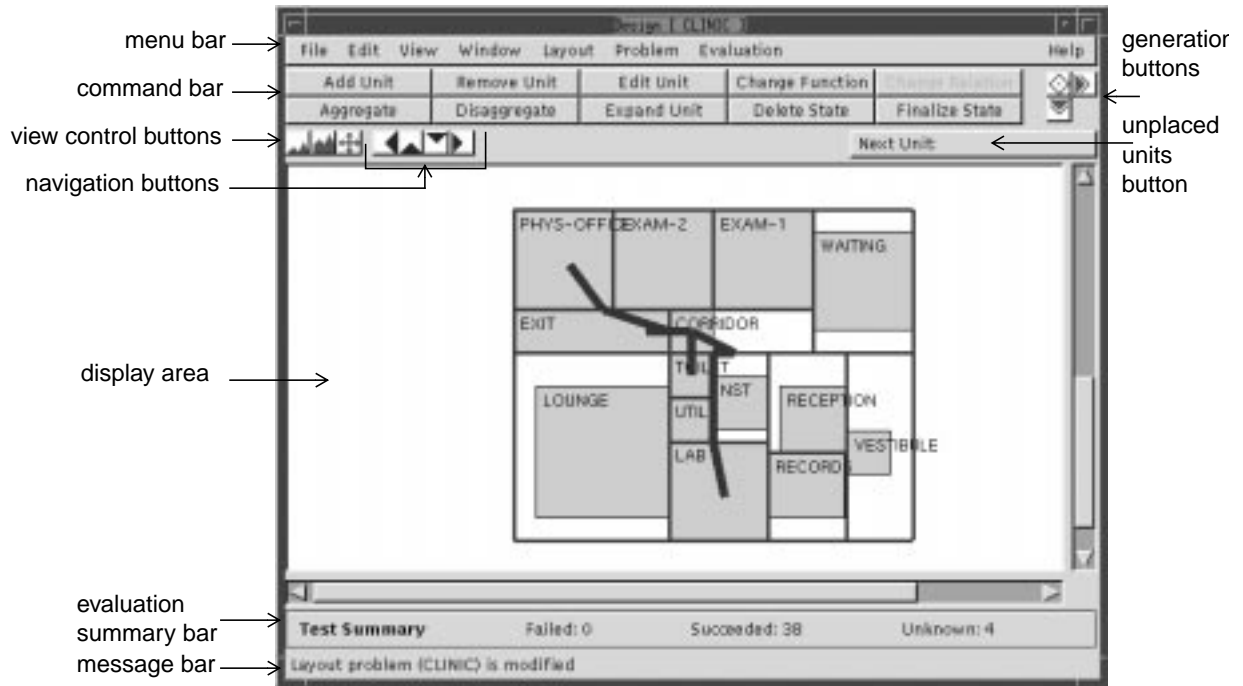 Design [ CLINIC ]
menu bar
File Edit View Window Layout Problem Evaluation Help
generation
buttons
command bar
Add Unit Remove Unit Edit Unit Change Function Change Relation
Aggregate Disaggregate Expand Unit Delete State Finalize State
view control buttons
Next Unit:
unplaced
units
button
navigation buttons
PHYS-OFFICE EXAM-2 EXAM-1
WAITING
EXIT CORRIDOR
display area
TOILET
LOUNGE UTIL NST RECEPTION
VESTIBULE
LAB RECORDS
evaluation
summary bar
Test Summary Failed: 0 Succeeded: 38 Unknown: 4
message bar
Layout problem (CLINIC) is modified